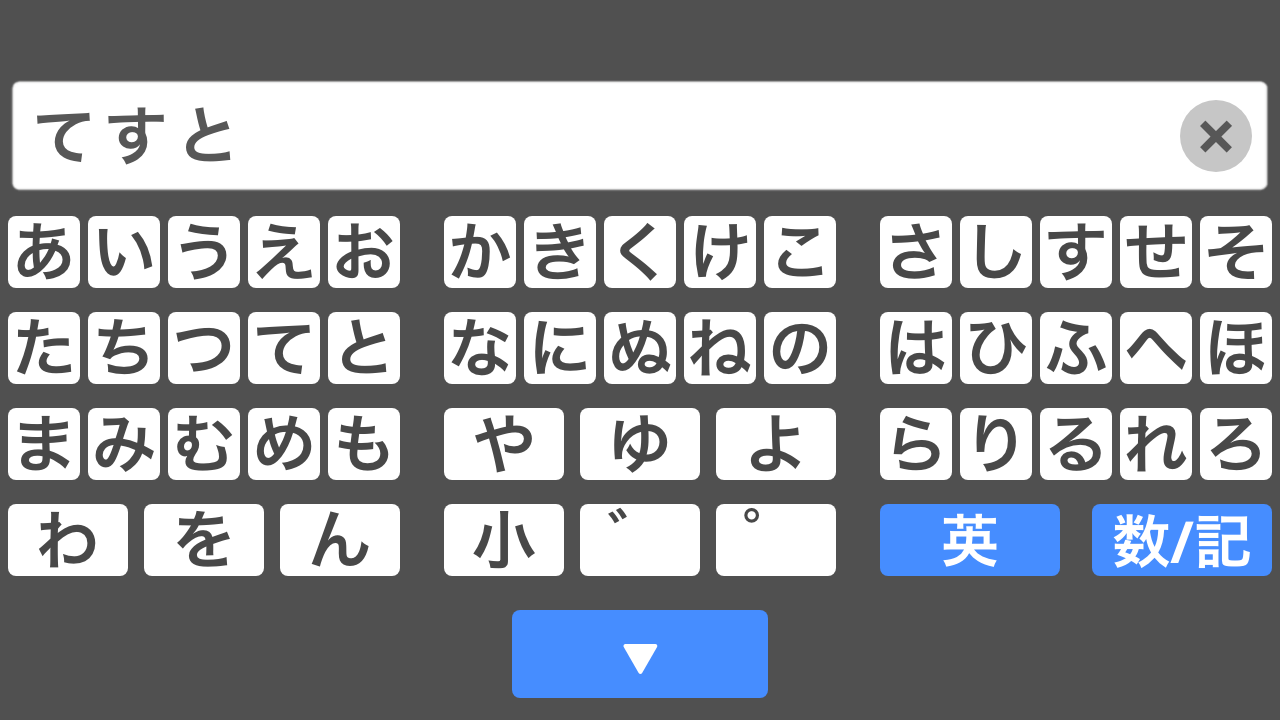 てすと
あいうえお かきくけこ さしすせそ
たちつてと なにぬねの はひふへほ
まみむめも や ゆ よ らりるれろ
わ を ん 小 ゛ ゜ 英 数/記
▼